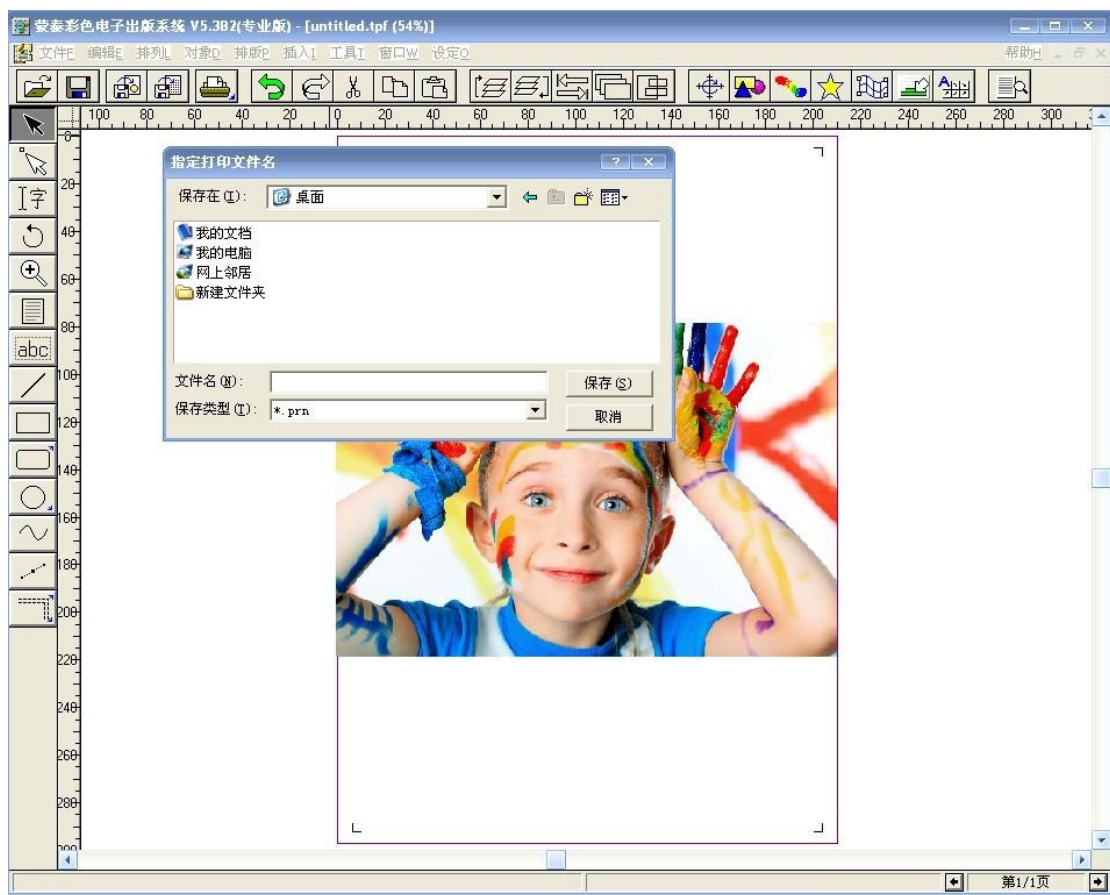 蒙泰彩色电子出版系统 V5.3B2(专业版) - [untitled.tpf (54%)]
文件F 编辑E 排列L 对象D 排版P 插入I 工具T 窗口W 设定O 帮助H
100 80 60 40 20 0 20 40 60 80 100 120 140 160 180 200 220 240 260 280 300
0
20
40
60
80
100
120
140
160
180
200
220
240
260
280
字
abc
指定打印文件名
保存在(I): 桌面
我的文档
我的电脑
网上邻居
新建文件夹
文件名(N): 保存(S)
保存类型(T): *.prn 取消
第1/1页